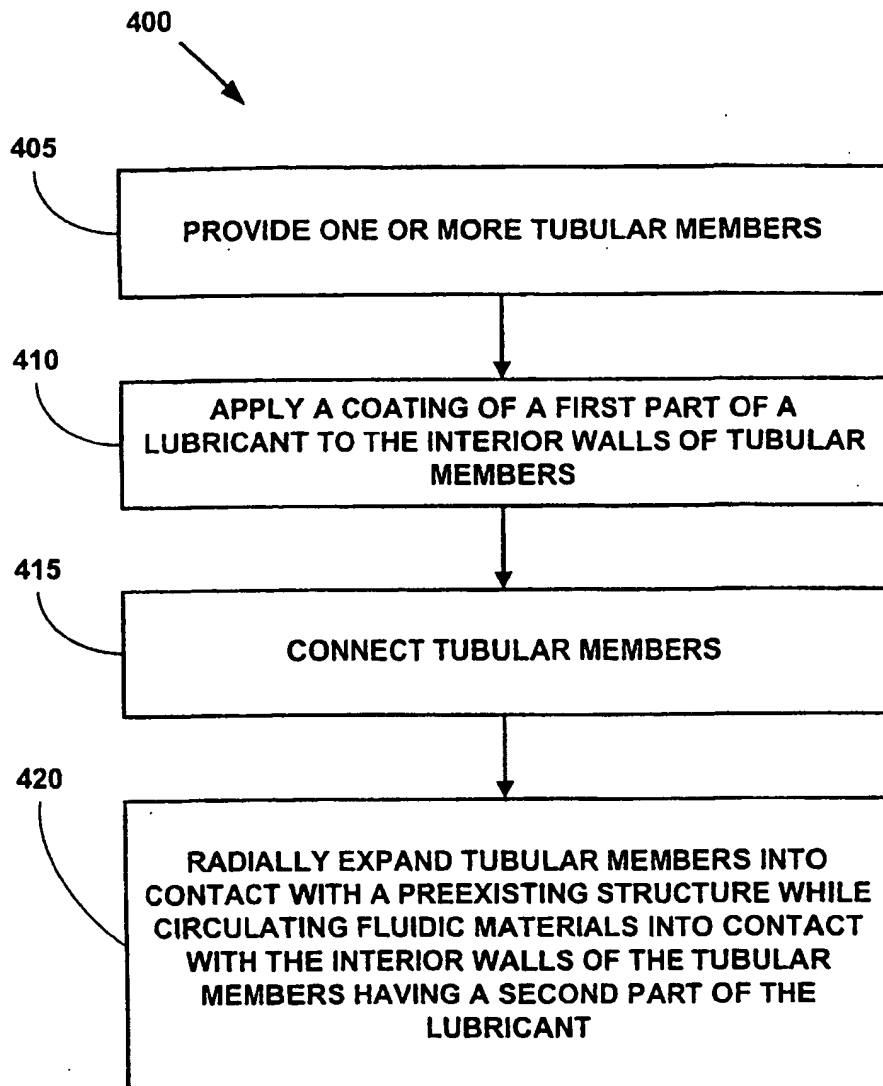 400
405
PROVIDE ONE OR MORE TUBULAR MEMBERS
410
APPLY A COATING OF A FIRST PART OF A
LUBRICANT TO THE INTERIOR WALLS OF TUBULAR
MEMBERS
415
CONNECT TUBULAR MEMBERS
420
RADIALLY EXPAND TUBULAR MEMBERS INTO
CONTACT WITH A PREEXISTING STRUCTURE WHILE
CIRCULATING FLUIDIC MATERIALS INTO CONTACT
WITH THE INTERIOR WALLS OF THE TUBULAR
MEMBERS HAVING A SECOND PART OF THE
LUBRICANT